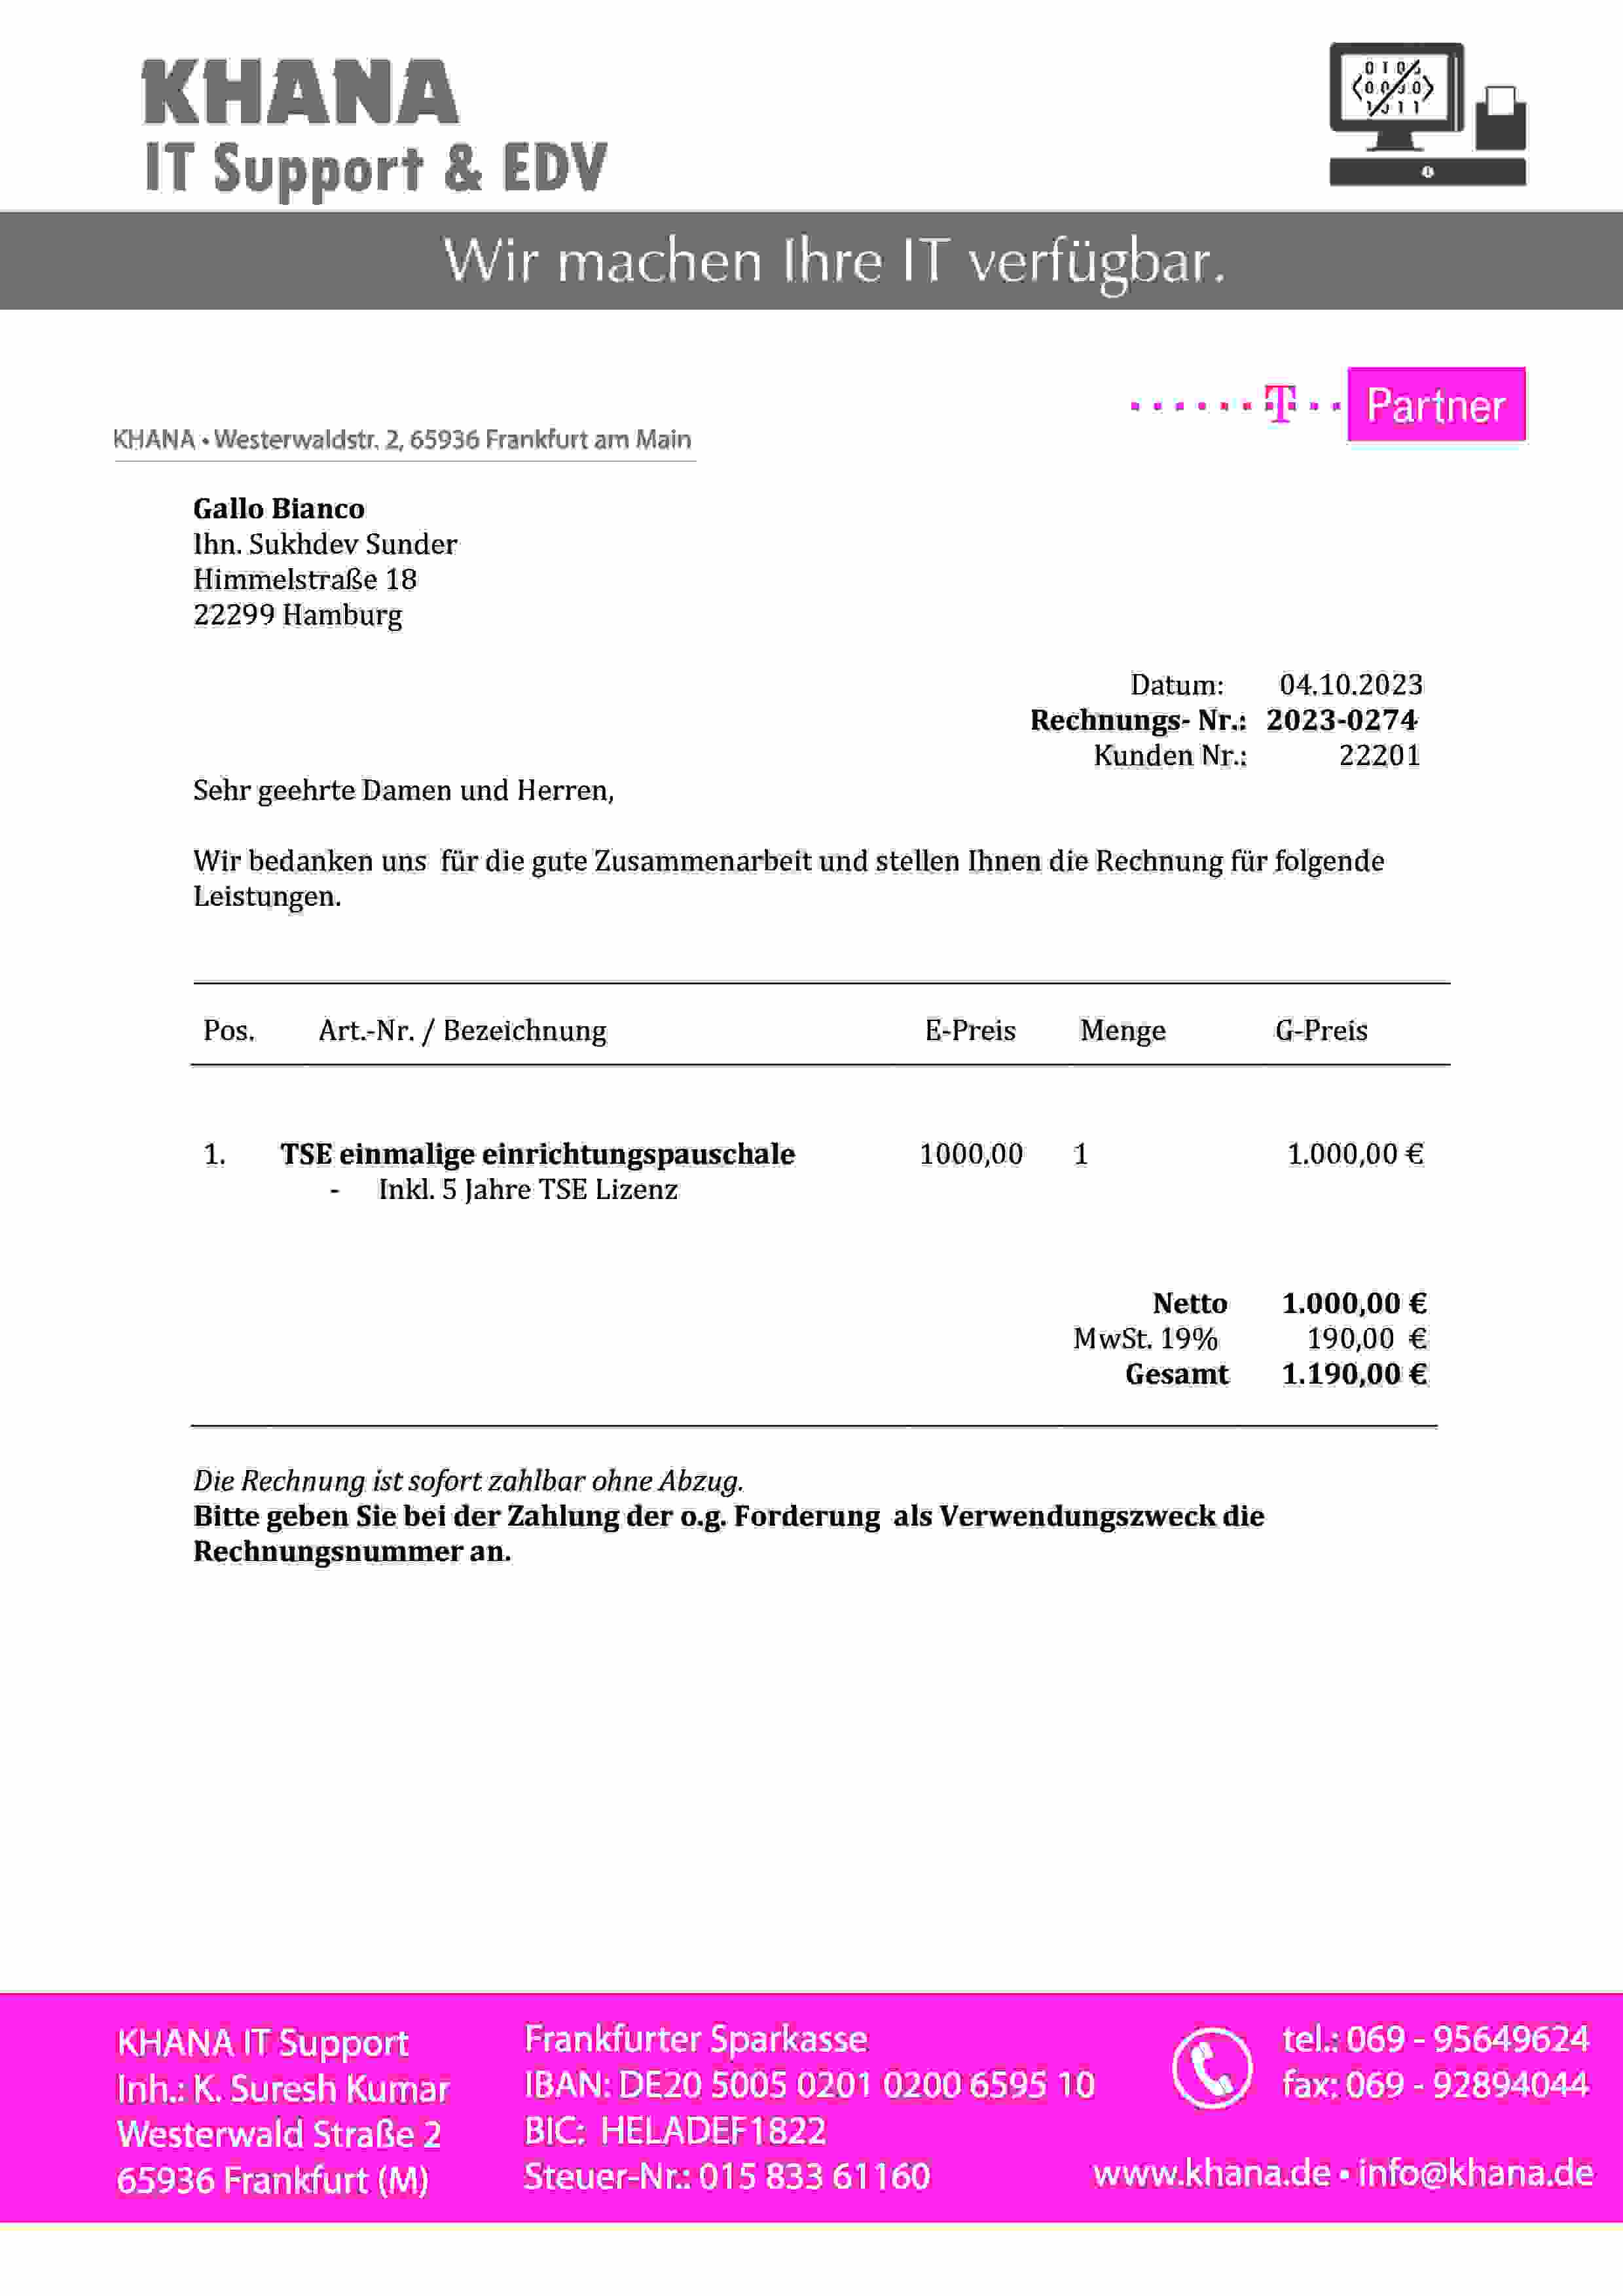 KHANA
IT Support & EDV
Wir machen Ihre IT verfügbar.
T Partner
KHANA • Westerwaldstr. 2, 65936 Frankfurt am Main
Gallo Bianco
Ihn. Sukhdev Sunder
Himmelstraße 18
22299 Hamburg
Datum: 04.10.2023
Rechnungs- Nr.: 2023-0274
Kunden Nr.: 22201
Sehr geehrte Damen und Herren,
Wir bedanken uns für die gute Zusammenarbeit und stellen Ihnen die Rechnung für folgende
Leistungen.
Pos. Art.-Nr. / Bezeichnung E-Preis Menge G-Preis
1. TSE einmalige einrichtungspauschale 1000,00 1 1.000,00 €
- Inkl. 5 Jahre TSE Lizenz
Netto 1.000,00 €
MwSt. 19% 190,00 €
Gesamt 1.190,00 €
Die Rechnung ist sofort zahlbar ohne Abzug.
Bitte geben Sie bei der Zahlung der o.g. Forderung als Verwendungszweck die
Rechnungsnummer an.
KHANA IT Support
Inh.: K. Suresh Kumar
Westerwald Straße 2
65936 Frankfurt (M)
Frankfurter Sparkasse
IBAN: DE20 5005 0201 0200 6595 10
BIC: HELADEF1822
Steuer-Nr.: 015 833 61160
tel.: 069 - 95649624
fax: 069 - 92894044
www.khana.de • info@khana.de